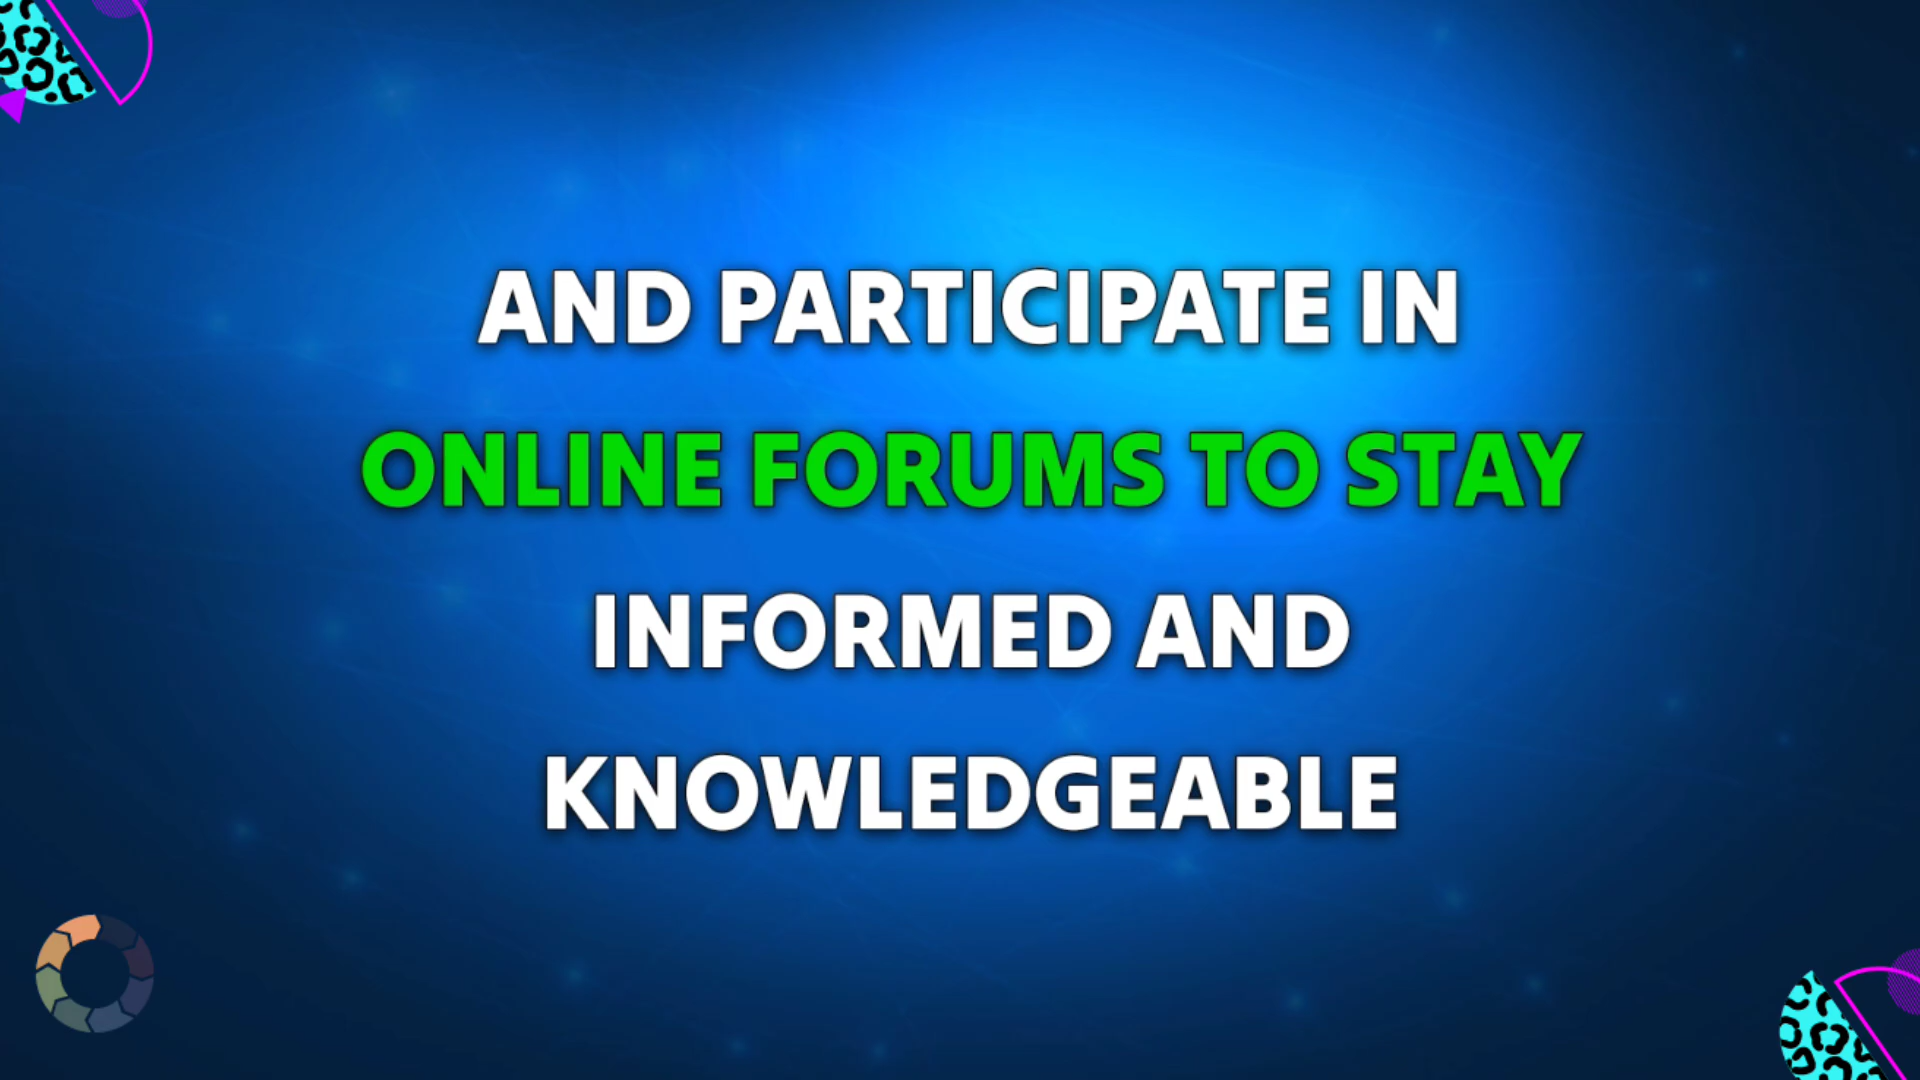 AND PARTICIPATE IN
ONLINE FORUMS TO STAY
INFORMED AND
KNOWLEDGEABLE